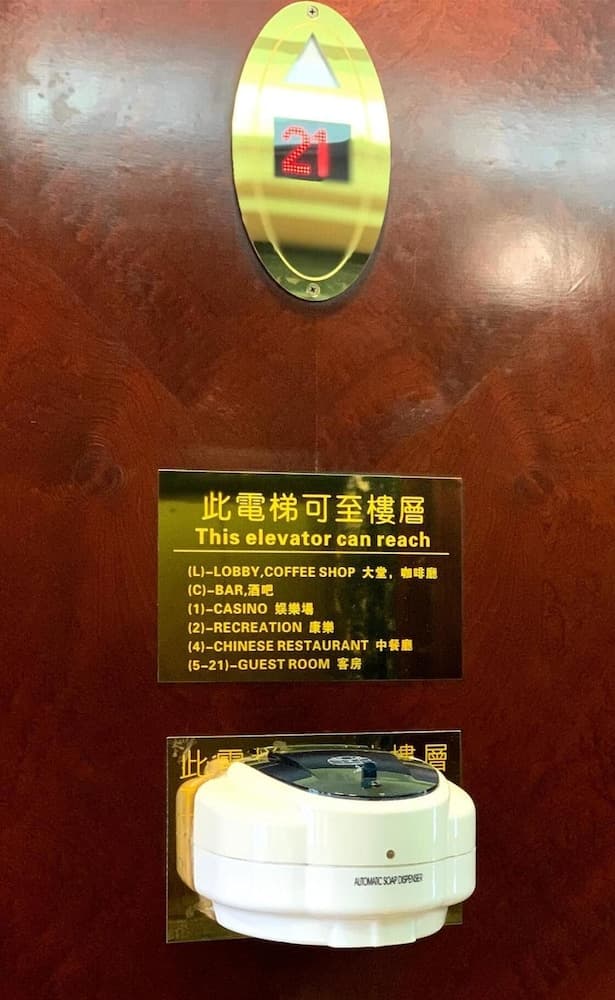 21
此電梯可至樓層
This elevator can reach
(L)-LOBBY,COFFEE SHOP 大堂，咖啡廳
(C)-BAR,酒吧
(1)-CASINO 娛樂場
(2)-RECREATION 康樂
(4)-CHINESE RESTAURANT 中餐廳
(5-21)-GUEST ROOM 客房
此電 樓層
AUTOMATIC SOAP DISPENSER